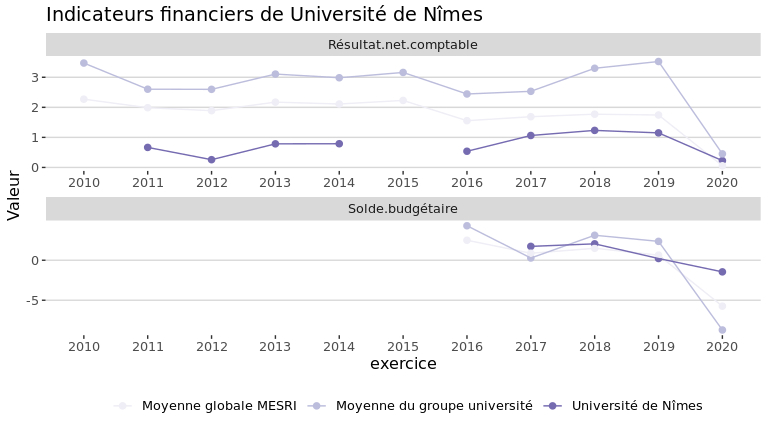 Indicateurs financiers de Université de Nîmes
Résultat.net.comptable
3
2
1
0
2010 2011 2012 2013 2014 2015 2016 2017 2018 2019 2020
Valeur
Solde.budgétaire
0
-5
2010 2011 2012 2013 2014 2015 2016 2017 2018 2019 2020
exercice
Moyenne globale MESRI Moyenne du groupe université Université de Nîmes